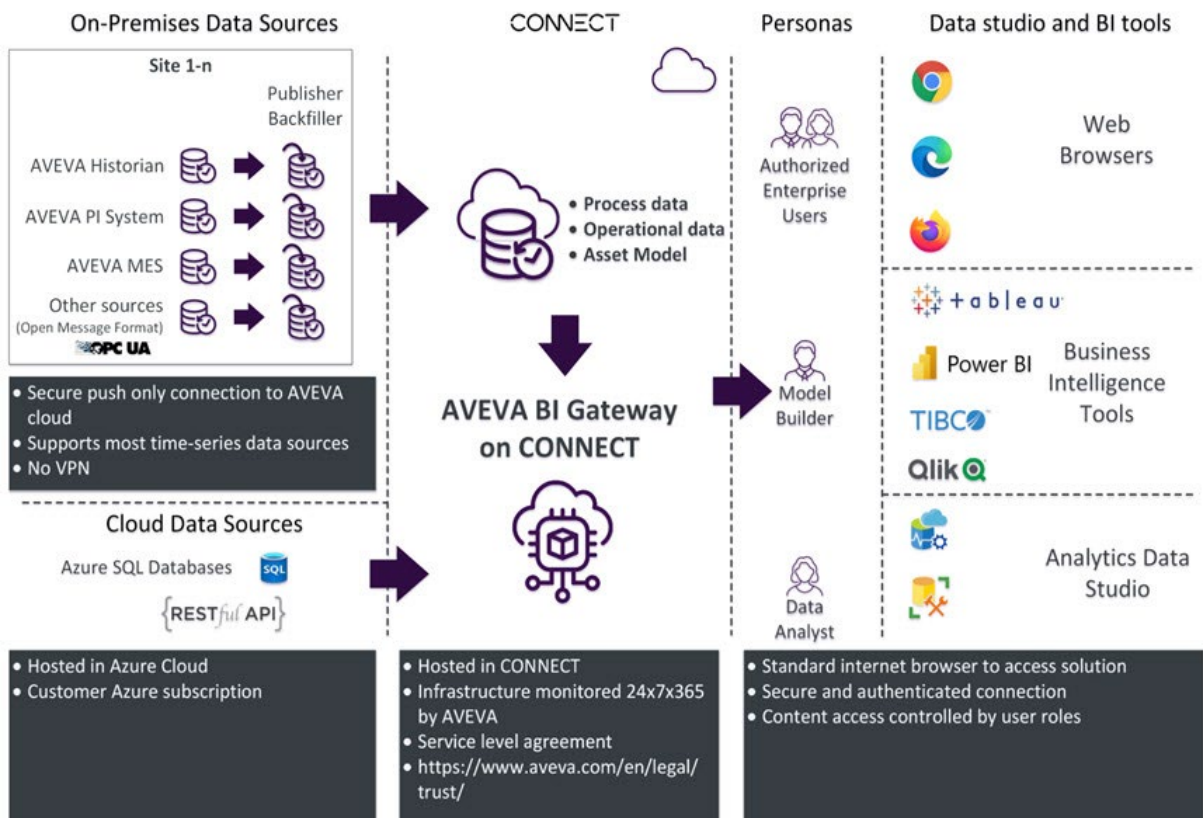 On-Premises Data Sources
Site 1-n
Publisher
Backfiller
AVEVA Historian
AVEVA PI System
AVEVA MES
Other sources
(Open Message Format)
OPC UA
• Secure push only connection to AVEVA
cloud
• Supports most time-series data sources
• No VPN
Cloud Data Sources
Azure SQL Databases
SQL
{RESTful API}
• Hosted in Azure Cloud
• Customer Azure subscription
CONNECT
• Process data
• Operational data
• Asset Model
AVEVA BI Gateway
on CONNECT
• Hosted in CONNECT
• Infrastructure monitored 24x7x365
by AVEVA
• Service level agreement
• https://www.aveva.com/en/legal/
trust/
Personas
Authorized
Enterprise
Users
Model
Builder
Data
Analyst
Data studio and BI tools
Web
Browsers
+ableau
Power BI
TIBCO
Qlik Q
Business
Intelligence
Tools
Analytics Data
Studio
• Standard internet browser to access solution
• Secure and authenticated connection
• Content access controlled by user roles